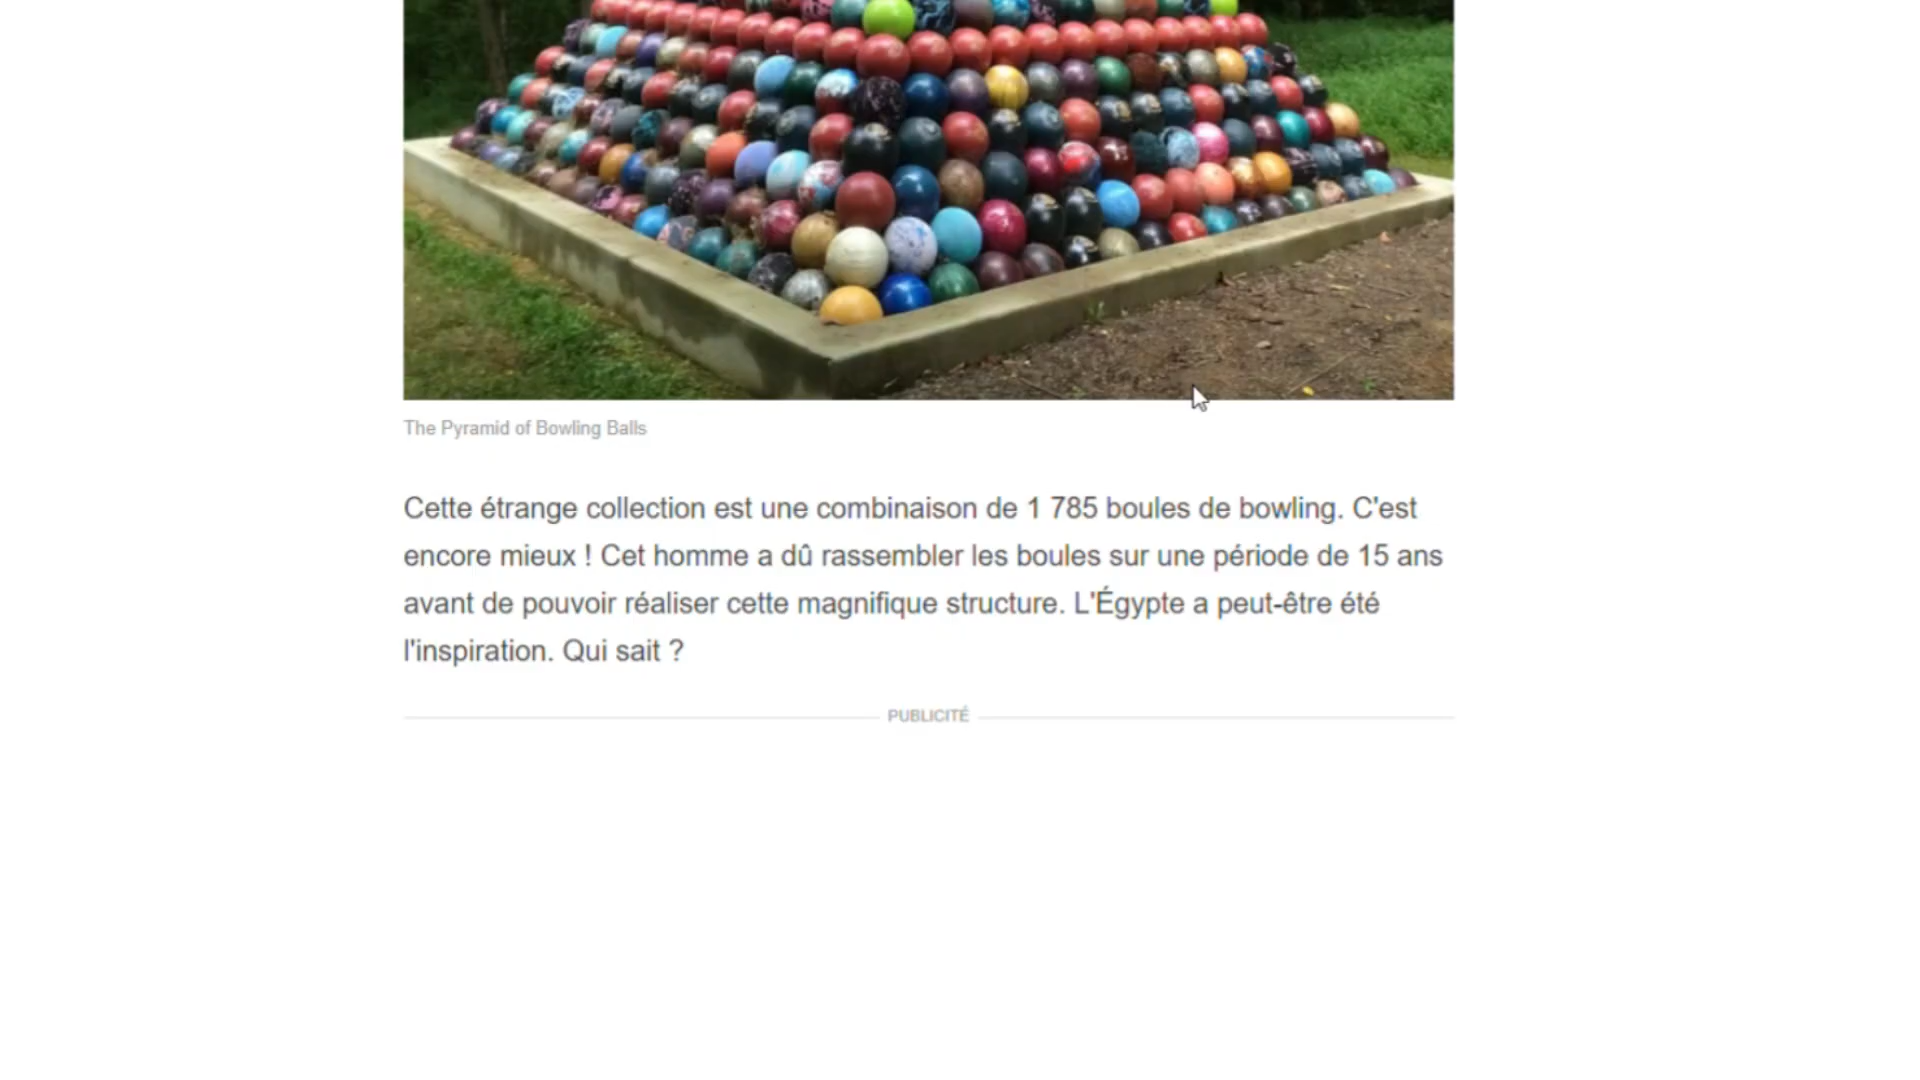 The Pyramid of Bowling Balls
Cette étrange collection est une combinaison de 1 785 boules de bowling. C'est
encore mieux ! Cet homme a dû rassembler les boules sur une période de 15 ans
avant de pouvoir réaliser cette magnifique structure. L'Égypte a peut-être été
l'inspiration. Qui sait ?
PUBLICITÉ